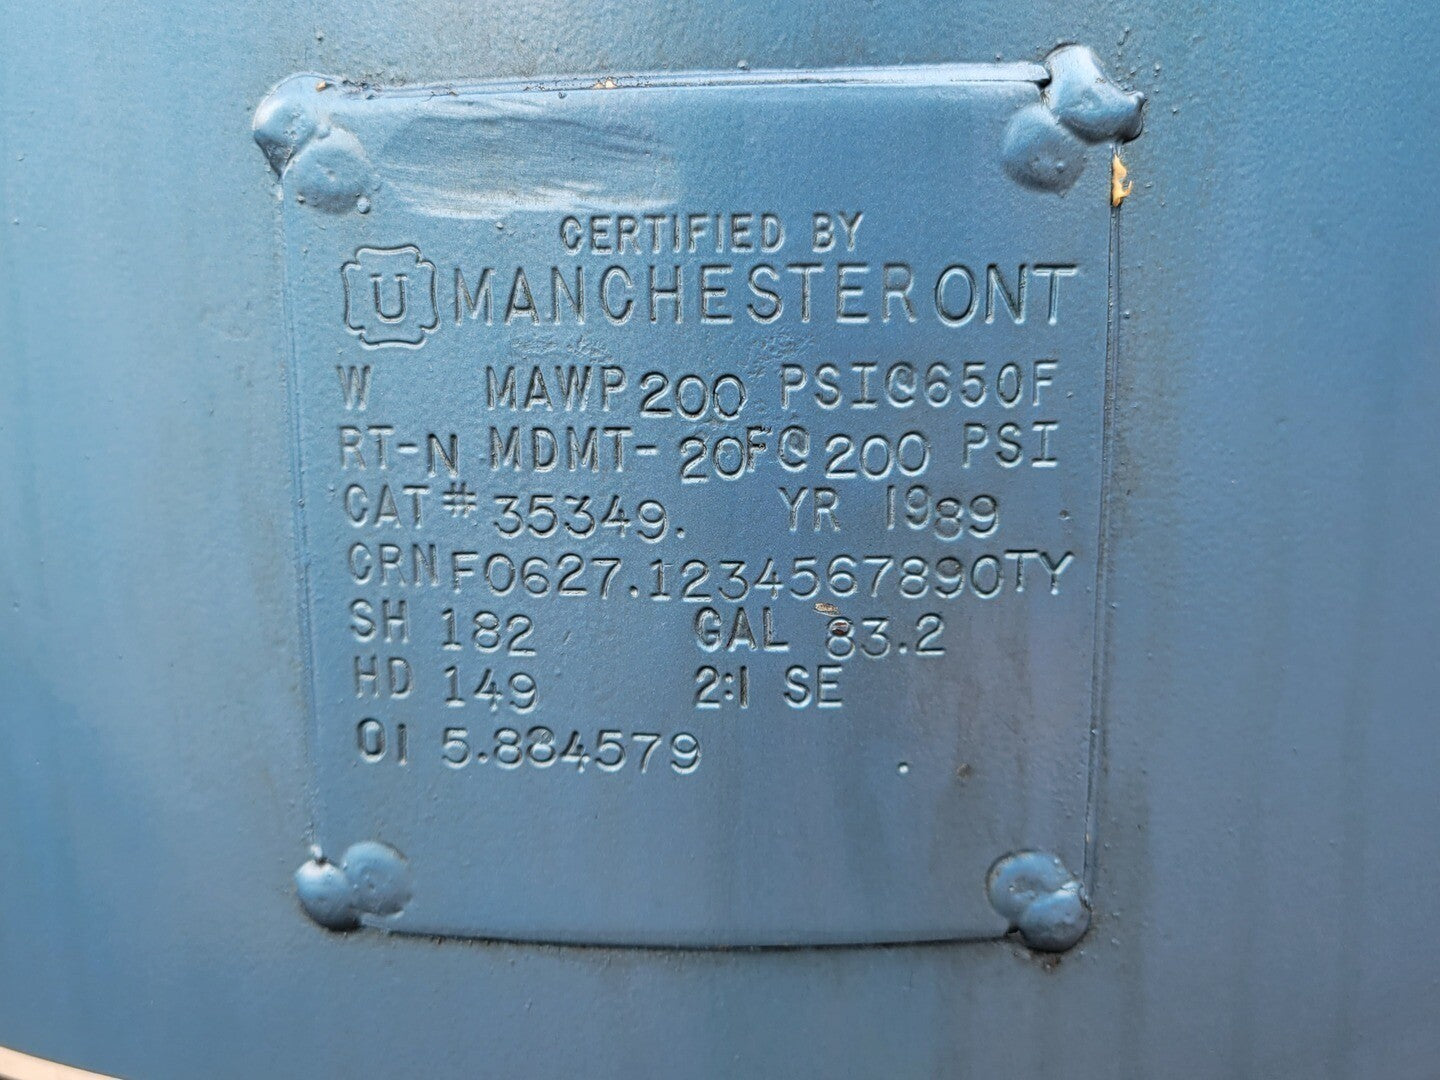 CERTIFIED BY
U MANCHESTER ONT
W MAWP 200 PSI@650F
RT-N MDMT-20F@200 PSI
CAT# 35349. YR 1989
CRN F0627.1234567890TY
SH 182 GAL 83.2
HD 149 2:1 SE
01 5.884579